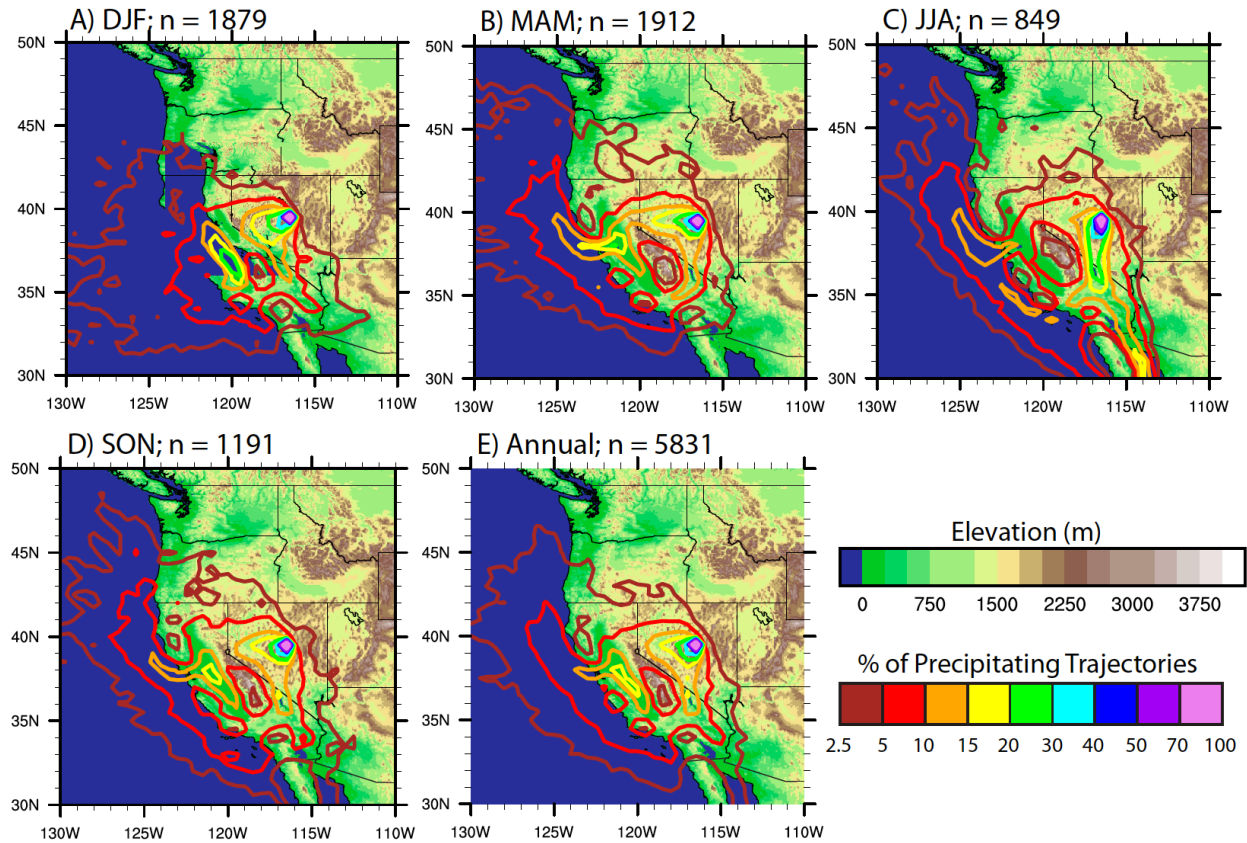 A) DJF; n = 1879
B) MAM; n = 1912
C) JJA; n = 849
50N
45N
40N
35N
30N
130W 125W 120W 115W 110W
50N
45N
40N
35N
30N
130W 125W 120W 115W 110W
50N
45N
40N
35N
30N
130W 125W 120W 115W 110W
D) SON; n = 1191
E) Annual; n = 5831
50N
45N
40N
35N
30N
130W 125W 120W 115W 110W
50N
45N
40N
35N
30N
130W 125W 120W 115W 110W
Elevation (m)
0 750 1500 2250 3000 3750
% of Precipitating Trajectories
2.5 5 10 15 20 30 40 50 70 100